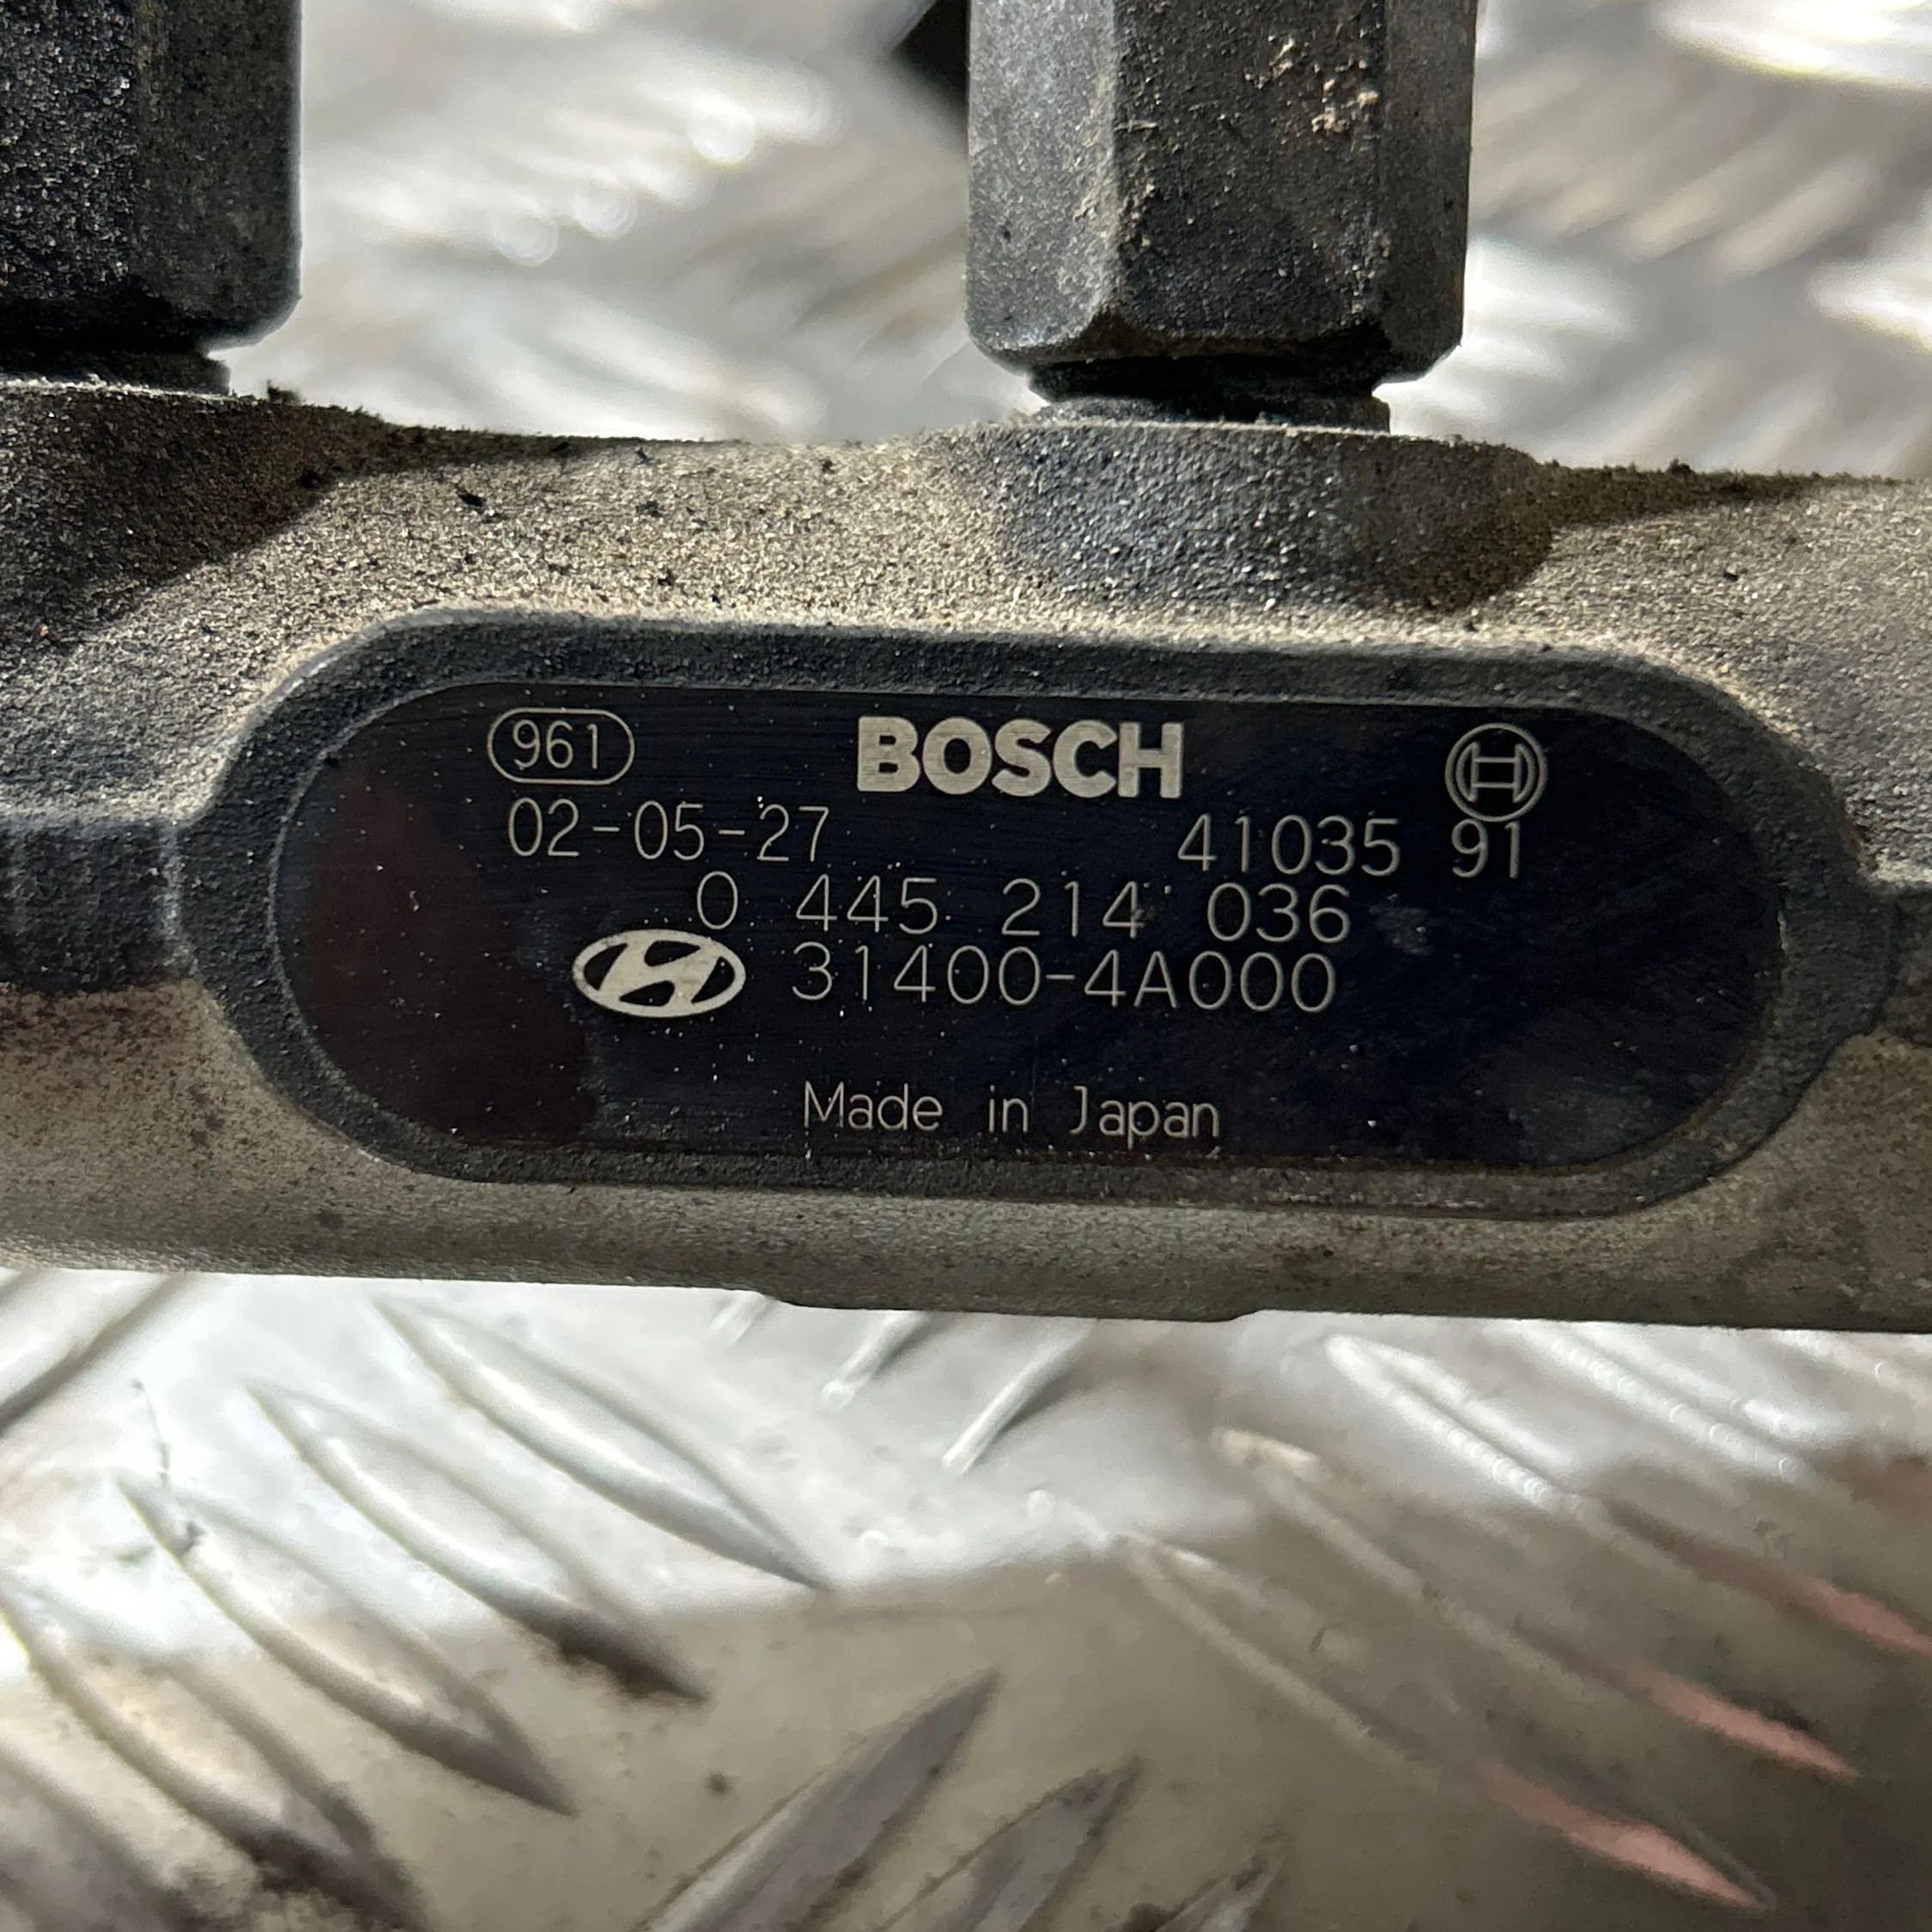 961 BOSCH
02-05-27 41035 91
0 445 214 036
31400-4A000
Made in Japan